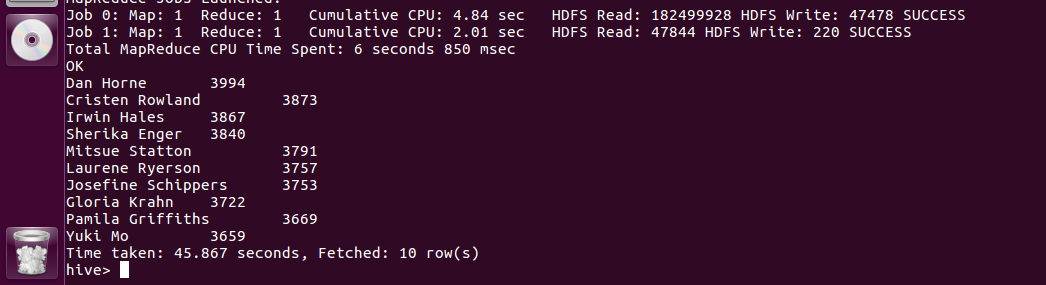 MapReduce Jobs Launched:
Job 0: Map: 1  Reduce: 1   Cumulative CPU: 4.84 sec   HDFS Read: 182499928 HDFS Write: 47478 SUCCESS
Job 1: Map: 1  Reduce: 1   Cumulative CPU: 2.01 sec   HDFS Read: 47844 HDFS Write: 220 SUCCESS
Total MapReduce CPU Time Spent: 6 seconds 850 msec
OK
Dan Horne       3994
Cristen Rowland         3873
Irwin Hales     3867
Sherika Enger   3840
Mitsue Statton          3791
Laurene Ryerson         3757
Josefine Schippers      3753
Gloria Krahn    3722
Pamila Griffiths        3669
Yuki Mo         3659
Time taken: 45.867 seconds, Fetched: 10 row(s)
hive>